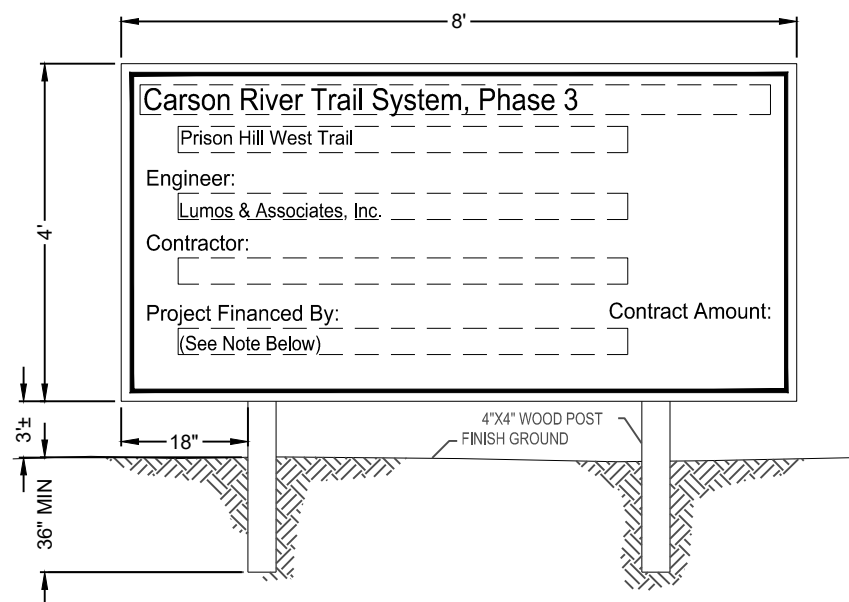 8'
Carson River Trail System, Phase 3
Prison Hill West Trail
Engineer:
Lumos & Associates, Inc.
4'
Contractor:
Project Financed By:
Contract Amount:
(See Note Below)
3'±
18"
4"X4" WOOD POST
FINISH GROUND
36" MIN